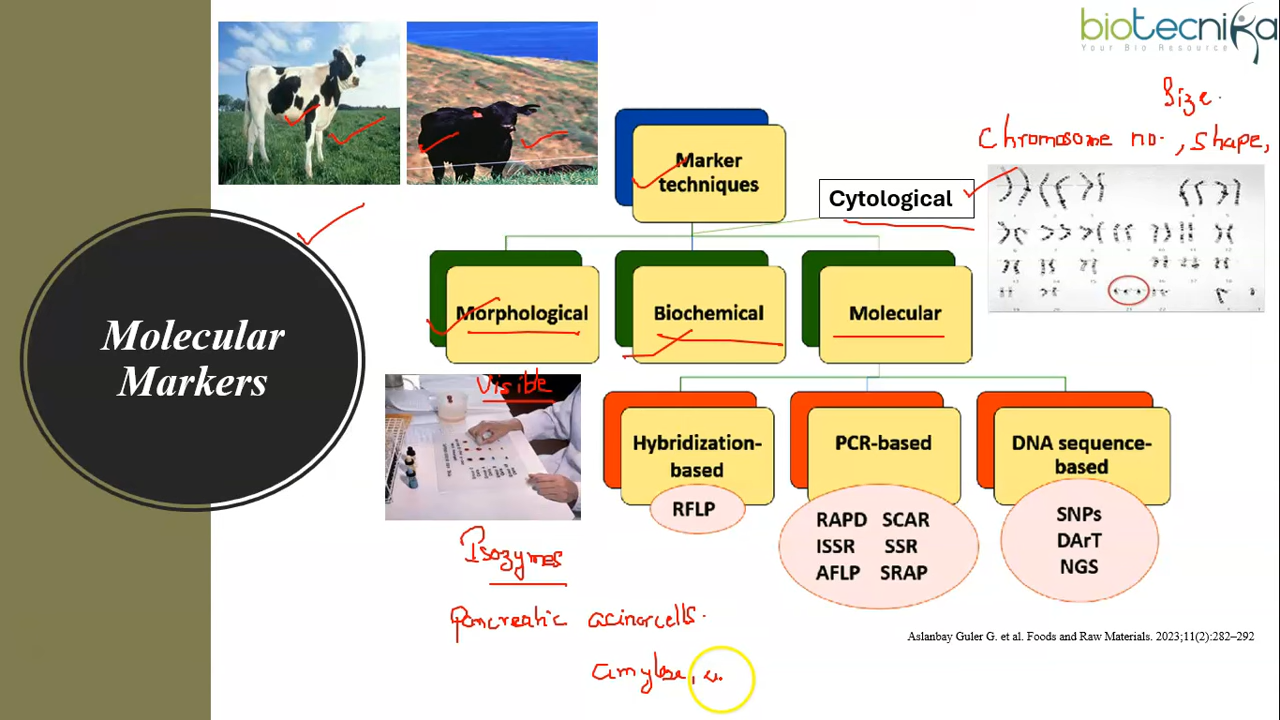 biotecnika
Your Bio Resource
Size.
Chromosome no., shape,
Marker
techniques
Cytological
Molecular
Markers
Morphological
Biochemical
Molecular
Visible
Hybridization-
based
PCR-based
DNA sequence-
based
RFLP
RAPD SCAR
ISSR SSR
AFLP SRAP
SNPs
DArT
NGS
Isozymes
Pancreatic acinar cells.
Aslanbay Guler G. et al. Foods and Raw Materials. 2023;11(2):282–292